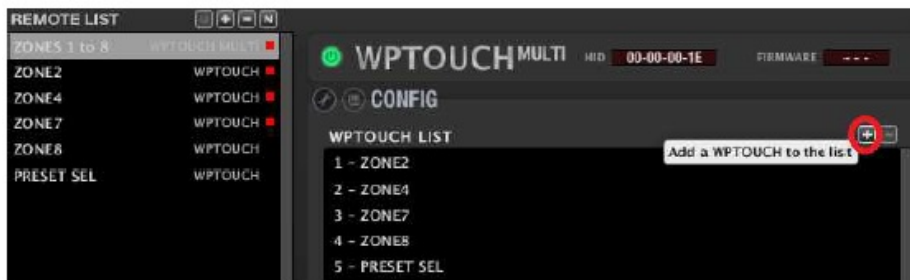 REMOTE LIST N
ZONES 1 to 8 WPTOUCH MULTI
ZONE2 WPTOUCH
ZONE4 WPTOUCH
ZONE7 WPTOUCH
ZONE8 WPTOUCH
PRESET SEL WPTOUCH
WPTOUCH MULTI HID 00-00-00-1E FIRMWARE ---
CONFIG
WPTOUCH LIST
Add a WPTOUCH to the list
1 - ZONE2
2 - ZONE4
3 - ZONE7
4 - ZONE8
5 - PRESET SEL